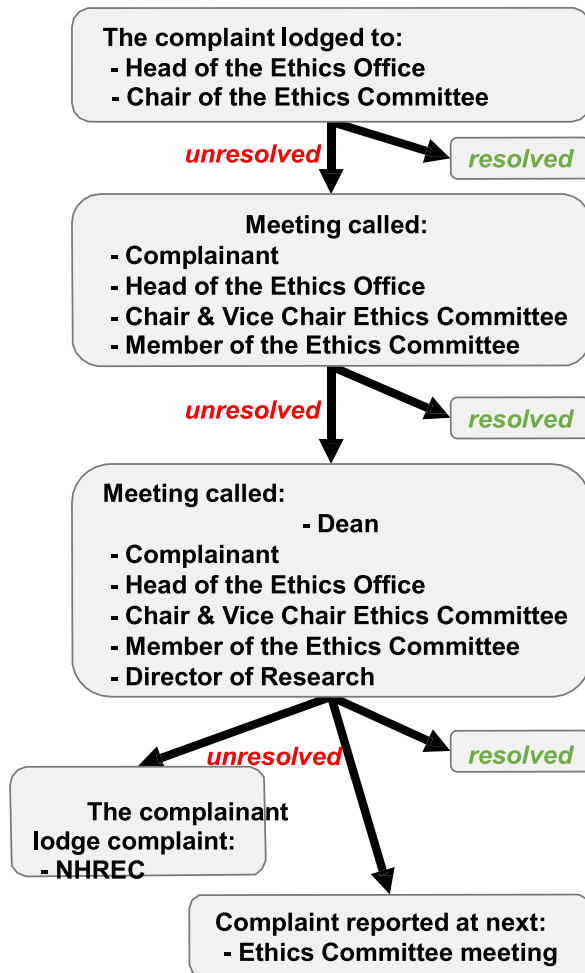 The complaint lodged to:
- Head of the Ethics Office
- Chair of the Ethics Committee
unresolved
resolved
Meeting called:
- Complainant
- Head of the Ethics Office
- Chair & Vice Chair Ethics Committee
- Member of the Ethics Committee
unresolved
resolved
Meeting called:
- Dean
- Complainant
- Head of the Ethics Office
- Chair & Vice Chair Ethics Committee
- Member of the Ethics Committee
- Director of Research
unresolved
resolved
The complainant
lodge complaint:
- NHREC
Complaint reported at next:
- Ethics Committee meeting